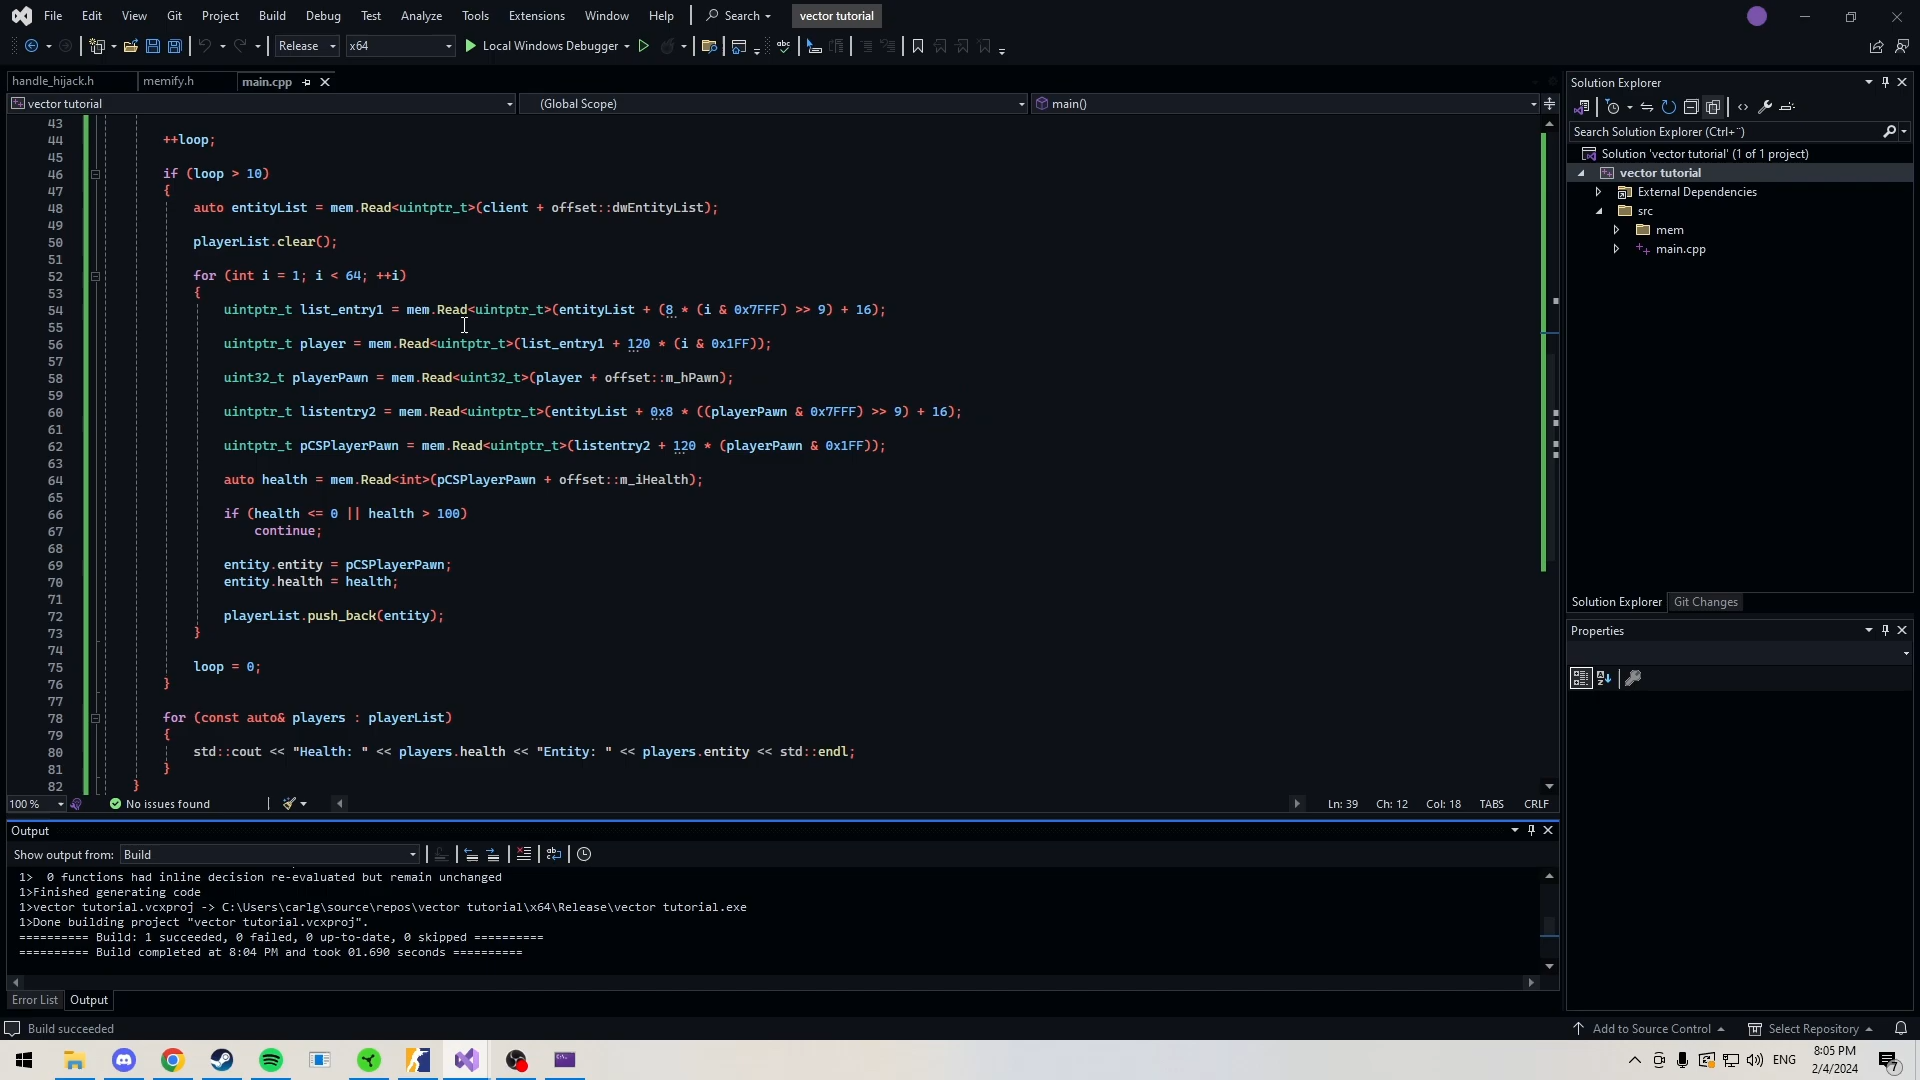 File Edit View Git Project Build Debug Test Analyze Tools Extensions Window Help Search vector tutorial
Release x64 Local Windows Debugger
handle_hijack.h memify.h main.cpp
vector tutorial (Global Scope) main()
43
44 ++loop;
45
46 if (loop > 10)
47 {
48 auto entityList = mem.Read<uintptr_t>(client + offset::dwEntityList);
49
50 playerList.clear();
51
52 for (int i = 1; i < 64; ++i)
53 {
54 uintptr_t list_entry1 = mem.Read<uintptr_t>(entityList + (8 * (i & 0x7FFF) >> 9) + 16);
55
56 uintptr_t player = mem.Read<uintptr_t>(list_entry1 + 120 * (i & 0x1FF));
57
58 uint32_t playerPawn = mem.Read<uint32_t>(player + offset::m_hPawn);
59
60 uintptr_t listentry2 = mem.Read<uintptr_t>(entityList + 0x8 * ((playerPawn & 0x7FFF) >> 9) + 16);
61
62 uintptr_t pCSPlayerPawn = mem.Read<uintptr_t>(listentry2 + 120 * (playerPawn & 0x1FF));
63
64 auto health = mem.Read<int>(pCSPlayerPawn + offset::m_iHealth);
65
66 if (health <= 0 || health > 100)
67 continue;
68
69 entity.entity = pCSPlayerPawn;
70 entity.health = health;
71
72 playerList.push_back(entity);
73 }
74
75 loop = 0;
76 }
77
78 for (const auto& players : playerList)
79 {
80 std::cout << "Health: " << players.health << "Entity: " << players.entity << std::endl;
81 }
82 }
100 % No issues found Ln: 39 Ch: 12 Col: 18 TABS CRLF
Output
Show output from: Build
1> 0 functions had inline decision re-evaluated but remain unchanged
1>Finished generating code
1>vector tutorial.vcxproj -> C:\Users\carlg\source\repos\vector tutorial\x64\Release\vector tutorial.exe
1>Done building project "vector tutorial.vcxproj".
========== Build: 1 succeeded, 0 failed, 0 up-to-date, 0 skipped ==========
========== Build completed at 8:04 PM and took 01.690 seconds ==========
Error List Output
Solution Explorer
Search Solution Explorer (Ctrl+¨)
Solution 'vector tutorial' (1 of 1 project)
vector tutorial
External Dependencies
src
mem
main.cpp
Solution Explorer Git Changes
Properties
Build succeeded Add to Source Control Select Repository
ENG 8:05 PM
2/4/2024
7